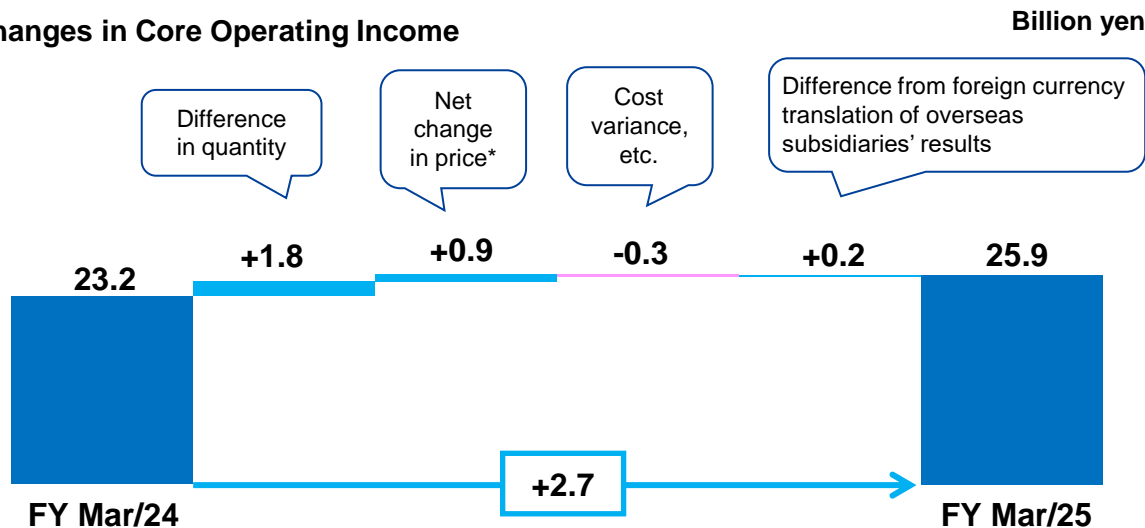 hanges in Core Operating Income
Billion yen
Difference
in quantity
Net
change
in price*
Cost
variance,
etc.
Difference from foreign currency
translation of overseas
subsidiaries’ results
23.2
+1.8
+0.9
-0.3
+0.2
25.9
+2.7
FY Mar/24
FY Mar/25